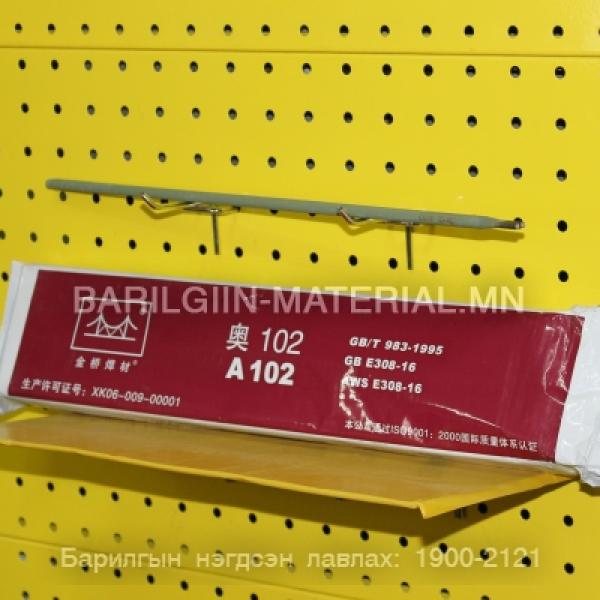 BARILGIIN-MATERIAL.MN
金桥焊材®
生产许可证号：XK06-009-00001
奥 102
A 102
GB/T 983-1995
GB E308-16
AWS E308-16
本公司通过ISO9001：2000国际质量体系认证
Барилгын нэгдсэн лавлах: 1900-2121